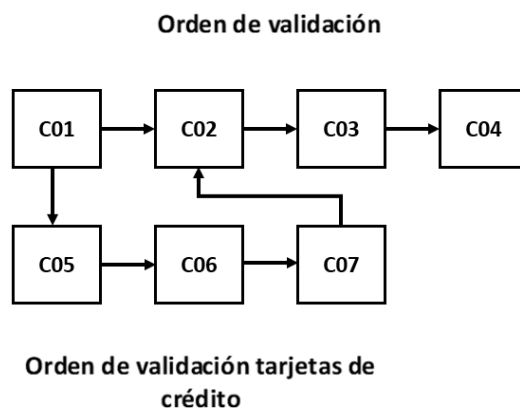 Orden de validación
C01
C02
C03
C04
C05
C06
C07
Orden de validación tarjetas de
crédito